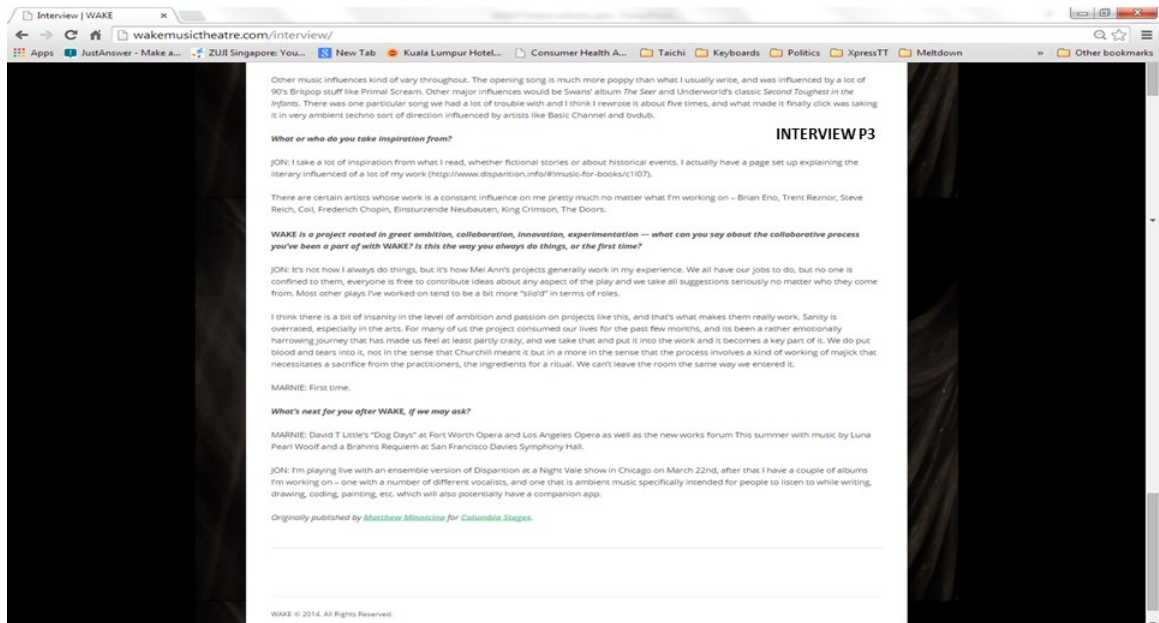 Interview | WAKE
wakemusictheatre.com/interview/
Apps JustAnswer - Make a... ZUJI Singapore: You... New Tab Kuala Lumpur Hotel... Consumer Health A... Taichi Keyboards Politics XpressTT Meltdown » Other bookmarks
Other music influences kind of vary throughout. The opening song is much more poppy than what I usually write, and was influenced by a lot of
90's Britpop stuff like Primal Scream. Other major influences would be Swans' album The Seer and Underworld's classic Second Toughest in the
Infants. There was one particular song we had a lot of trouble with and I think I rewrote it about five times, and what made it finally click was taking
it in very ambient techno sort of direction influenced by artists like Basic Channel and bvdub.
What or who do you take inspiration from?
INTERVIEW P3
JON: I take a lot of inspiration from what I read, whether fictional stories or about historical events. I actually have a page set up explaining the
literary influenced of a lot of my work (http://www.disparition.info/#!music-for-books/c1l07).
There are certain artists whose work is a constant influence on me pretty much no matter what I'm working on – Brian Eno, Trent Reznor, Steve
Reich, Coil, Frederich Chopin, Einsturzende Neubauten, King Crimson, The Doors.
WAKE is a project rooted in great ambition, collaboration, innovation, experimentation — what can you say about the collaborative process
you've been a part of with WAKE? Is this the way you always do things, or the first time?
JON: It's not how I always do things, but it's how Mei Ann's projects generally work in my experience. We all have our jobs to do, but no one is
confined to them, everyone is free to contribute ideas about any aspect of the play and we take all suggestions seriously no matter who they come
from. Most other plays I've worked on tend to be a bit more "silo'd" in terms of roles.
I think there is a bit of insanity in the level of ambition and passion on projects like this, and that's what makes them really work. Sanity is
overrated, especially in the arts. For many of us the project consumed our lives for the past few months, and its been a rather emotionally
harrowing journey that has made us feel at least partly crazy, and we take that and put it into the work and it becomes a key part of it. We do put
blood and tears into it, not in the sense that Churchill meant it but in a more in the sense that the process involves a kind of working of majick that
necessitates a sacrifice from the practitioners, the ingredients for a ritual. We can't leave the room the same way we entered it.
MARNIE: First time.
What's next for you after WAKE, if we may ask?
MARNIE: David T Little's "Dog Days" at Fort Worth Opera and Los Angeles Opera as well as the new works forum This summer with music by Luna
Pearl Woolf and a Brahms Requiem at San Francisco Davies Symphony Hall.
JON: I'm playing live with an ensemble version of Disparition at a Night Vale show in Chicago on March 22nd, after that I have a couple of albums
I'm working on – one with a number of different vocalists, and one that is ambient music specifically intended for people to listen to while writing,
drawing, coding, painting, etc. which will also potentially have a companion app.
Originally published by Matthew Minnicino for Columbia Stages.
WAKE © 2014. All Rights Reserved.